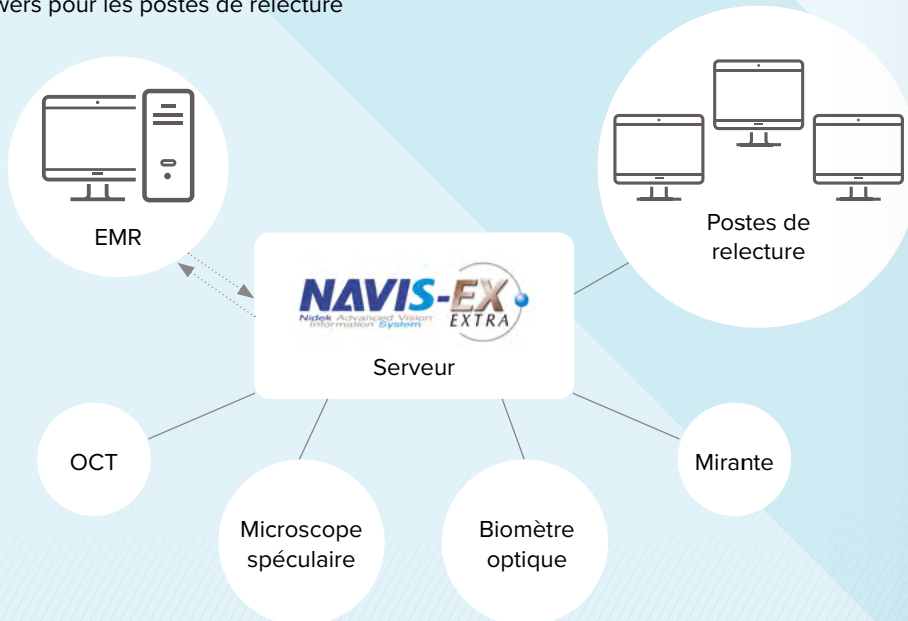 pour les postes de relecture
EMR
Postes de
relecture
NAVIS-EX
EXTRA
Nidek Advanced Vision
Information System
Serveur
OCT
Mirante
Microscope
spéculaire
Biomètre
optique